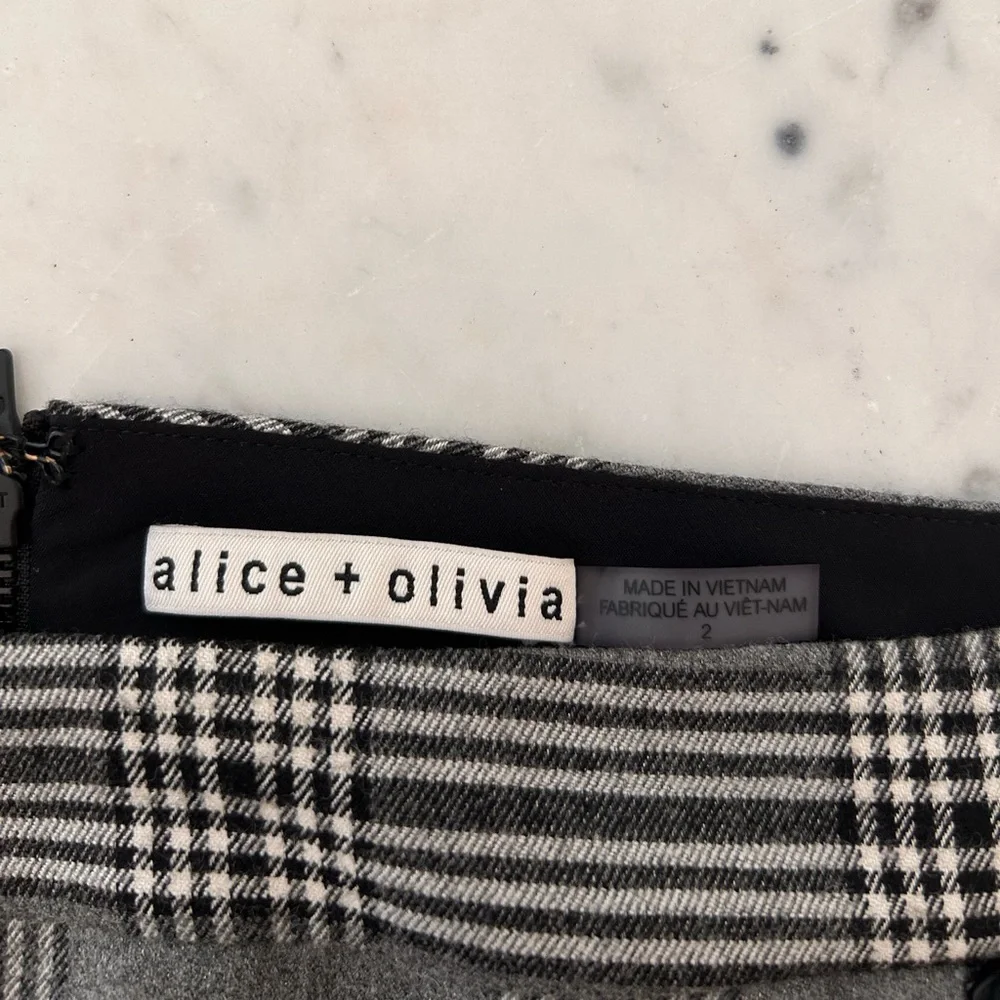 alice + olivia
MADE IN VIETNAM
FABRIQUÉ AU VIÊT-NAM
2